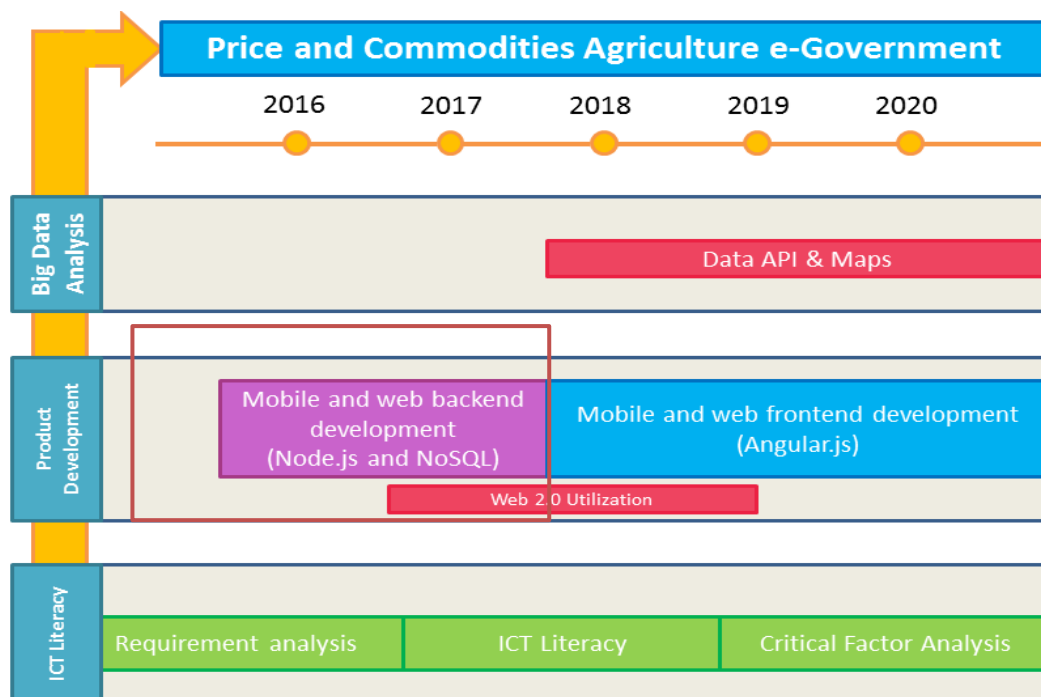 Price and Commodities Agriculture e-Government
2016
2017
2018
2019
2020
Big Data
Analysis
Data API & Maps
Product
Development
Mobile and web backend
development
(Node.js and NoSQL)
Mobile and web frontend development
(Angular.js)
Web 2.0 Utilization
ICT Literacy
Requirement analysis
ICT Literacy
Critical Factor Analysis